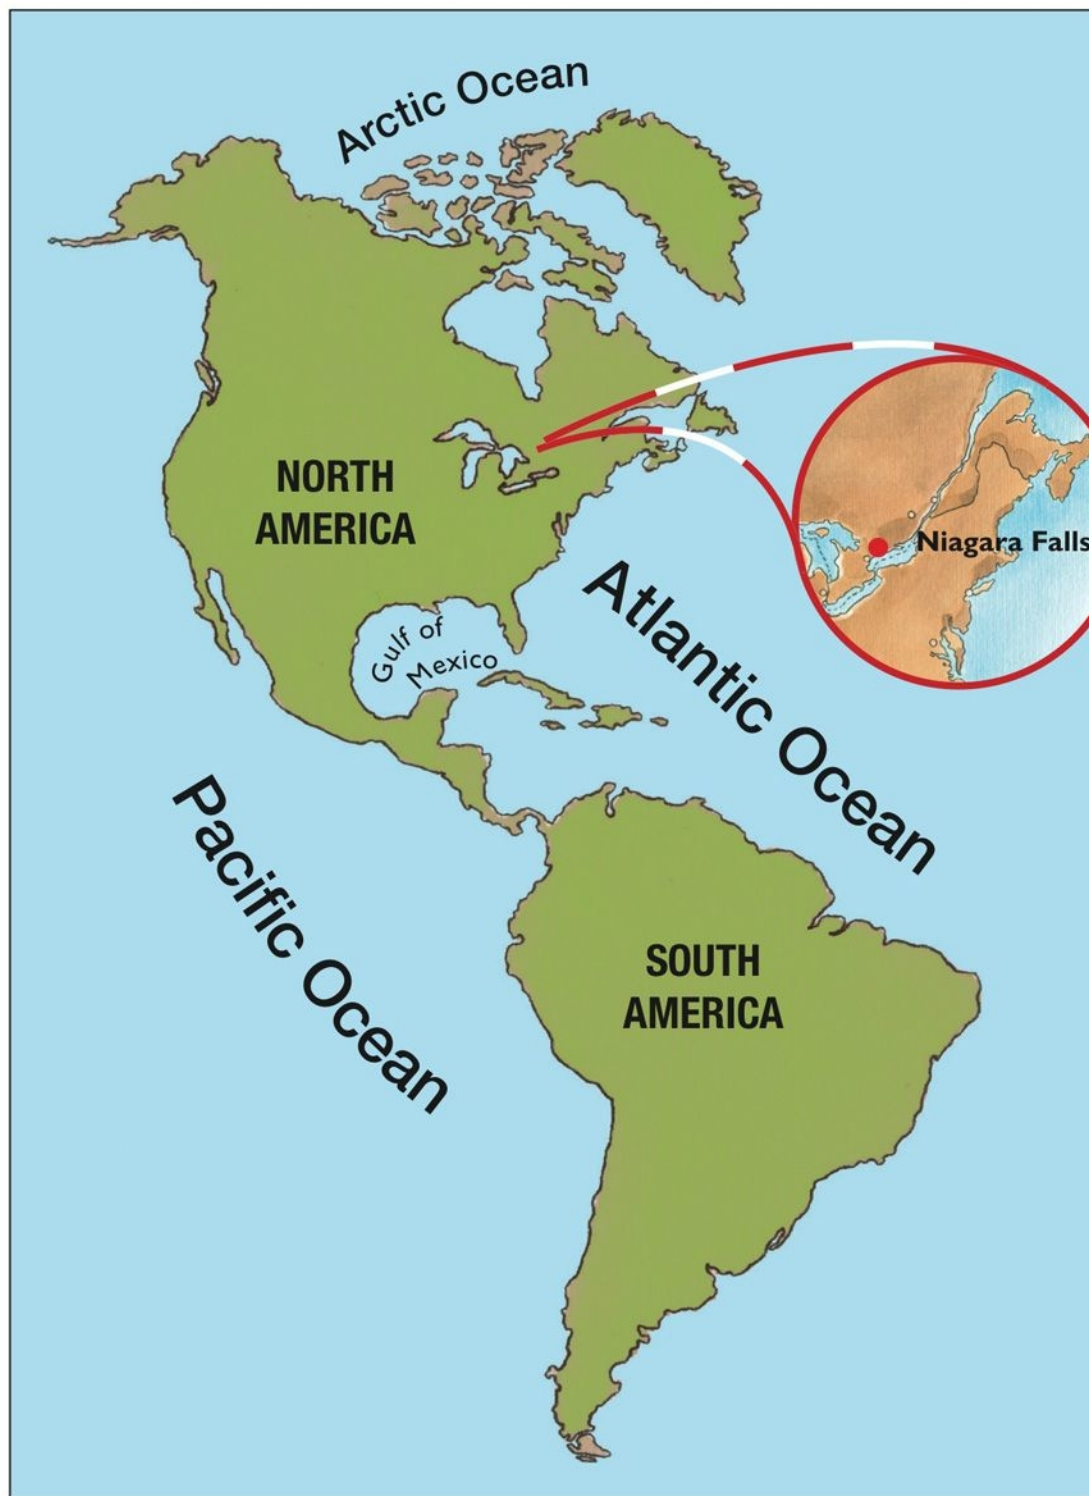 Arctic Ocean
NORTH
AMERICA
Niagara Falls
Gulf of
Mexico
Atlantic Ocean
Pacific Ocean
SOUTH
AMERICA